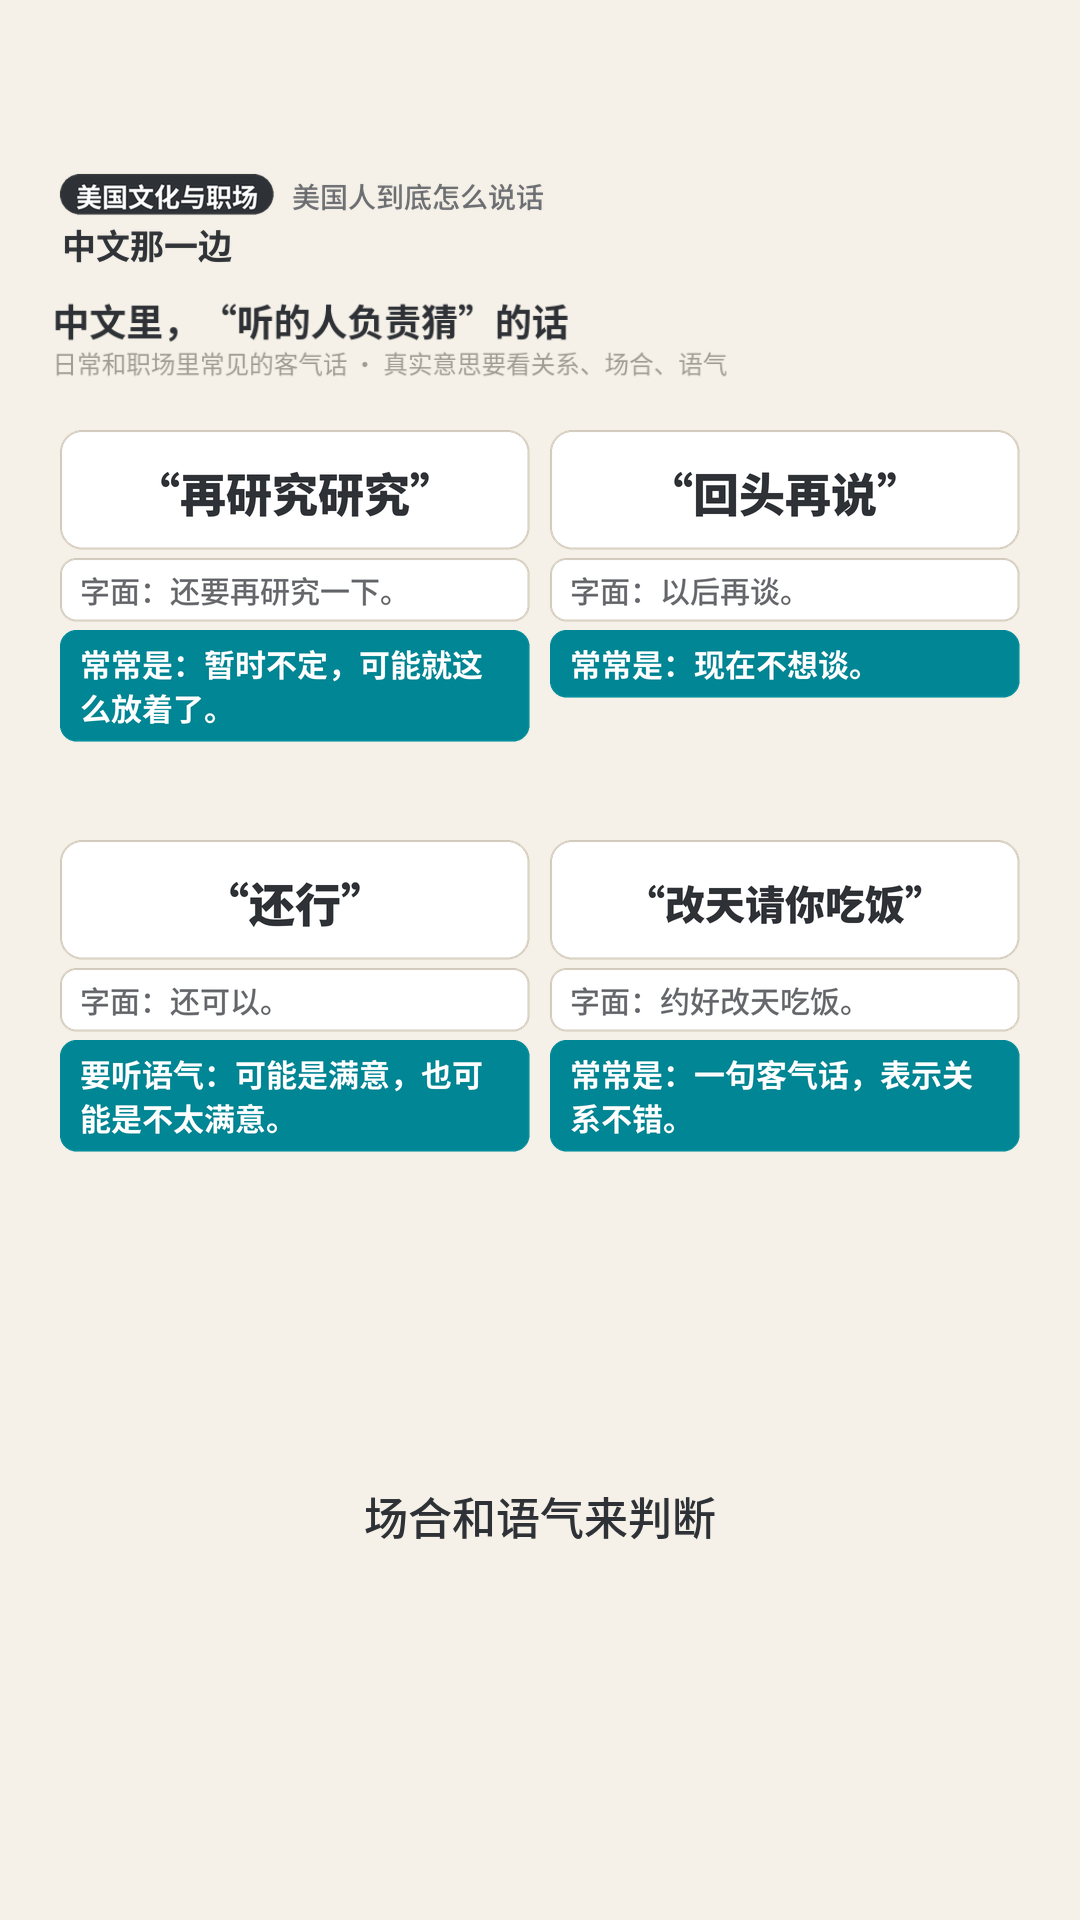 美国文化与职场 美国人到底怎么说话
中文那一边
中文里，“听的人负责猜”的话
日常和职场里常见的客气话 · 真实意思要看关系、场合、语气
“再研究研究”
字面：还要再研究一下。
常常是：暂时不定，可能就这
么放着了。
“回头再说”
字面：以后再谈。
常常是：现在不想谈。
“还行”
字面：还可以。
要听语气：可能是满意，也可
能是不太满意。
“改天请你吃饭”
字面：约好改天吃饭。
常常是：一句客气话，表示关
系不错。
场合和语气来判断